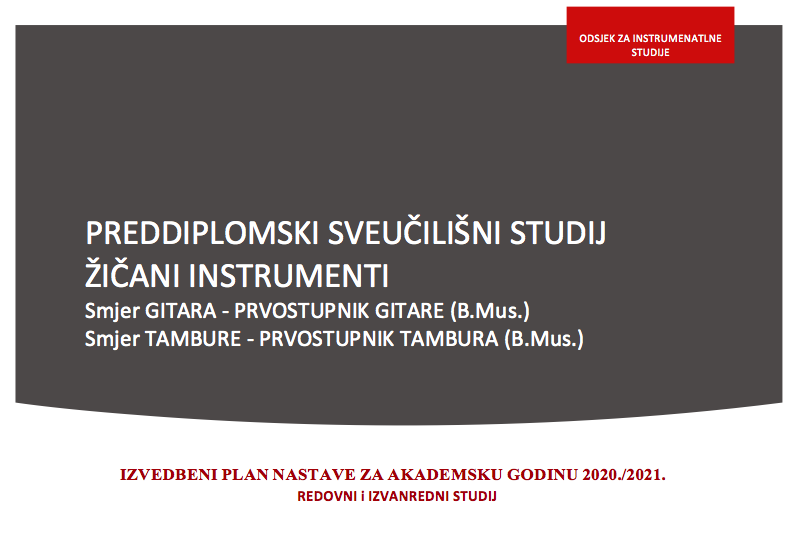 ODSJEK ZA INSTRUMENATLNE
STUDIJE
PREDDIPLOMSKI SVEUČILIŠNI STUDIJ
ŽIČANI INSTRUMENTI
Smjer GITARA - PRVOSTUPNIK GITARE (B.Mus.)
Smjer TAMBURE - PRVOSTUPNIK TAMBURA (B.Mus.)
IZVEDBENI PLAN NASTAVE ZA AKADEMSKU GODINU 2020./2021.
REDOVNI i IZVANREDNI STUDIJ